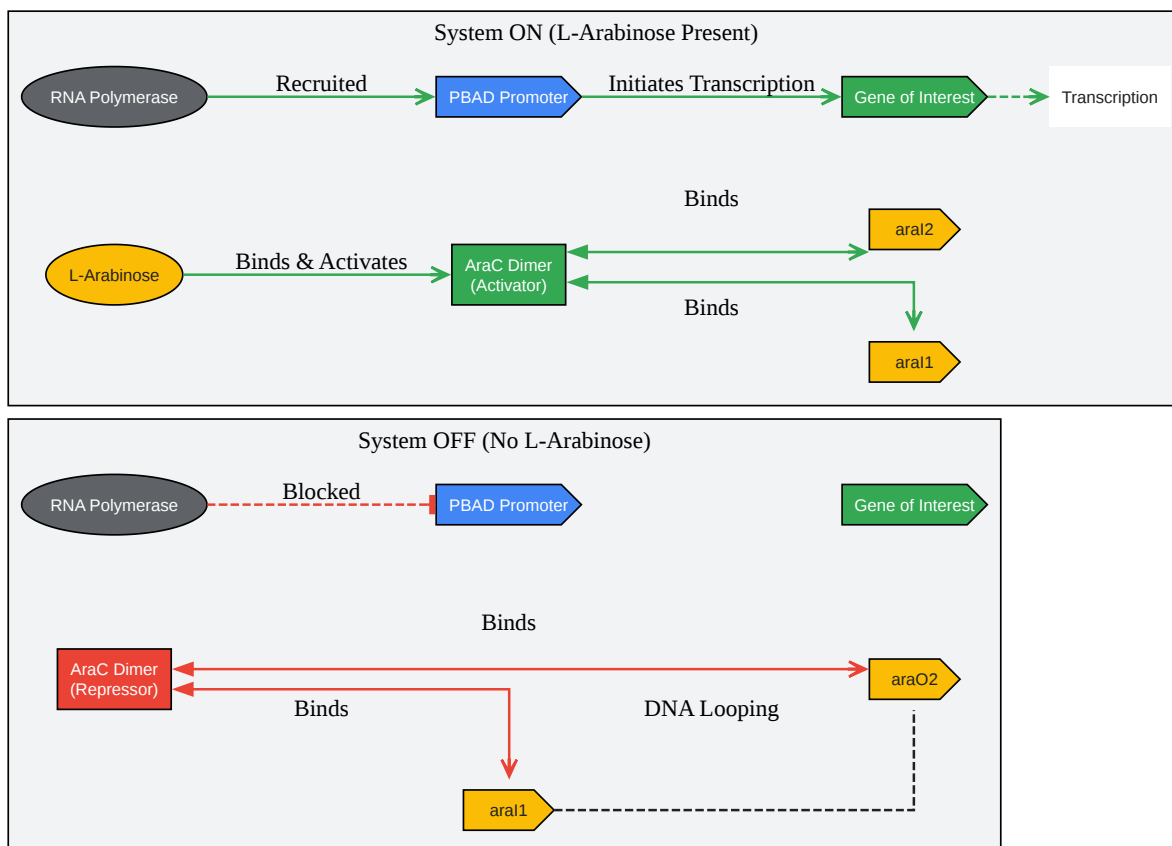 System ON (L-Arabinose Present)
RNA Polymerase
Recruited
PBAD Promoter
Initiates Transcription
Gene of Interest
Transcription
Binds
araI2
L-Arabinose
Binds & Activates
AraC Dimer
(Activator)
Binds
araI1
System OFF (No L-Arabinose)
RNA Polymerase
Blocked
PBAD Promoter
Gene of Interest
Binds
AraC Dimer
(Repressor)
araO2
Binds
DNA Looping
araI1